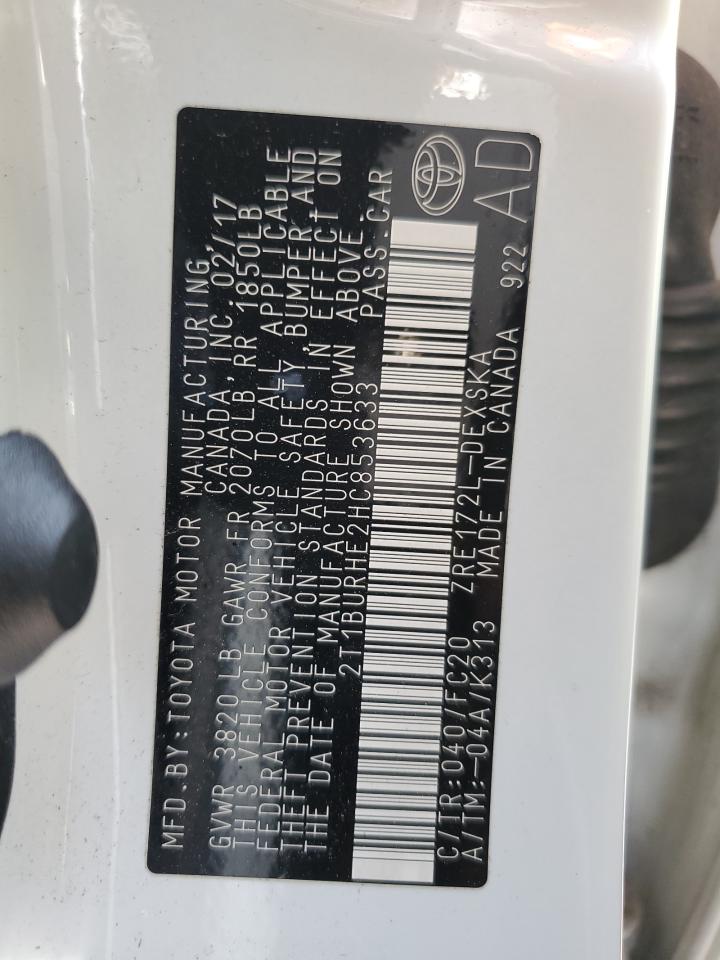 MFD.BY:TOYOTA MOTOR MANUFACTURING,
CANADA,INC.02/17
GVWR 3820LB GAWR FR 2070LB RR 1850LB
THIS VEHICLE CONFORMS TO ALL APPLICABLE
FEDERAL MOTOR VEHICLE SAFETY, BUMPER,AND
THEFT PREVENTION STANDARDS IN EFFECT ON
THE DATE OF MANUFACTURE SHOWN ABOVE.
2T1BURHE2HC853633 PASS.CAR
C/TR:040/FC20 ZRE172L-DEXSKA
A/TM:-04A/K313 MADE IN CANADA 922 AD